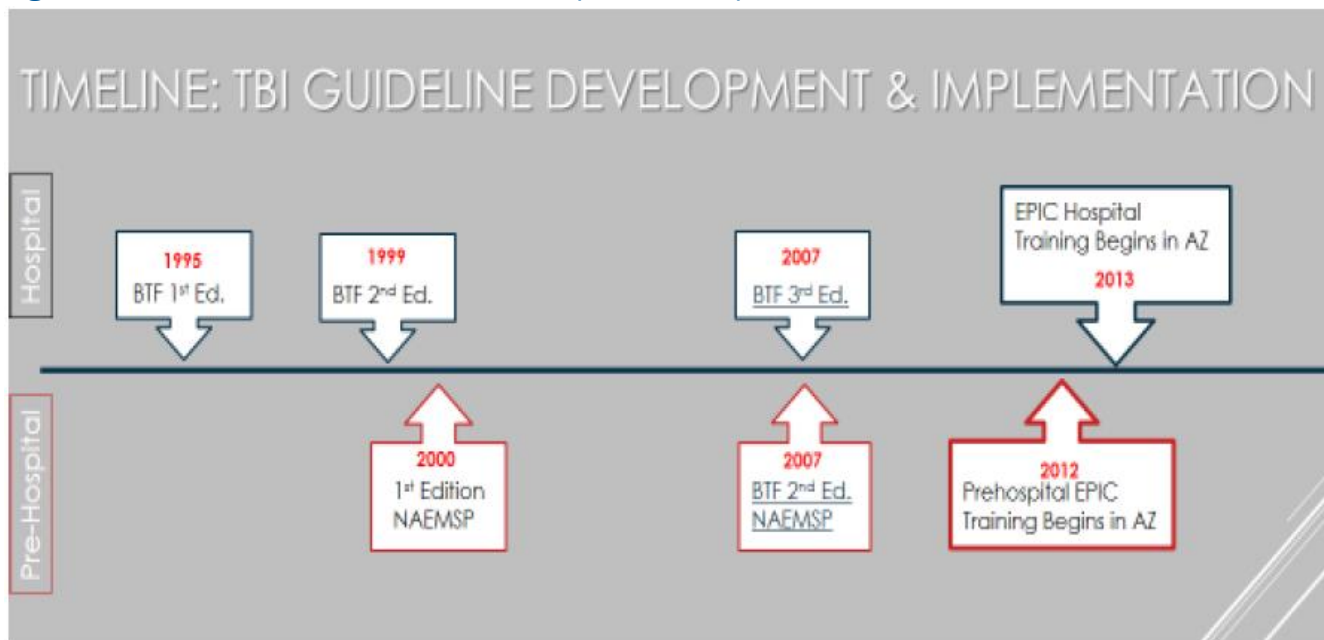 TIMELINE: TBI GUIDELINE DEVELOPMENT & IMPLEMENTATION
Hospital
1995
BTF 1st Ed.
1999
BTF 2nd Ed.
2007
BTF 3rd Ed.
EPIC Hospital
Training Begins in AZ
2013
Pre-Hospital
2000
1st Edition
NAEMSP
2007
BTF 2nd Ed.
NAEMSP
2012
Prehospital EPIC
Training Begins in AZ